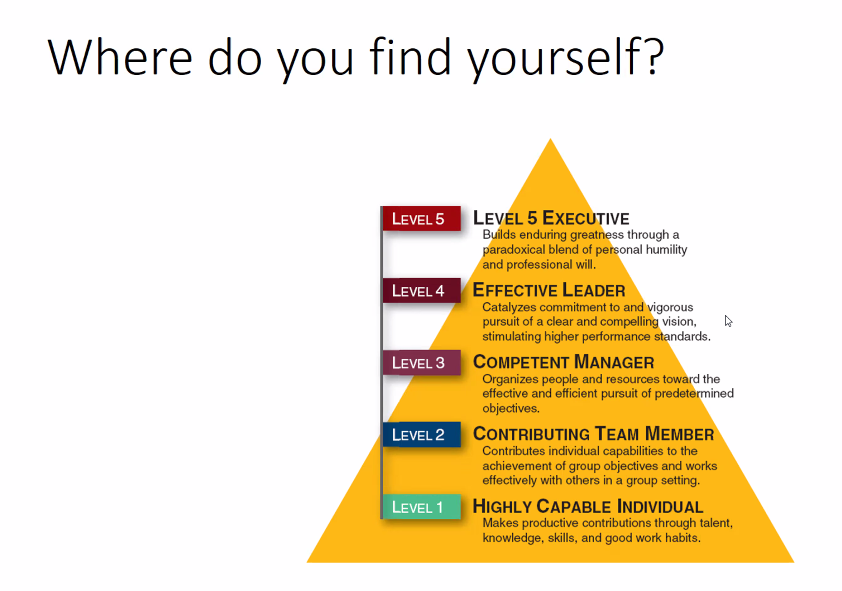 Where do you find yourself?
LEVEL 5
LEVEL 5 EXECUTIVE
Builds enduring greatness through a
paradoxical blend of personal humility
and professional will.
LEVEL 4
EFFECTIVE LEADER
Catalyzes commitment to and vigorous
pursuit of a clear and compelling vision,
stimulating higher performance standards.
LEVEL 3
COMPETENT MANAGER
Organizes people and resources toward the
effective and efficient pursuit of predetermined
objectives.
LEVEL 2
CONTRIBUTING TEAM MEMBER
Contributes individual capabilities to the
achievement of group objectives and works
effectively with others in a group setting.
LEVEL 1
HIGHLY CAPABLE INDIVIDUAL
Makes productive contributions through talent,
knowledge, skills, and good work habits.